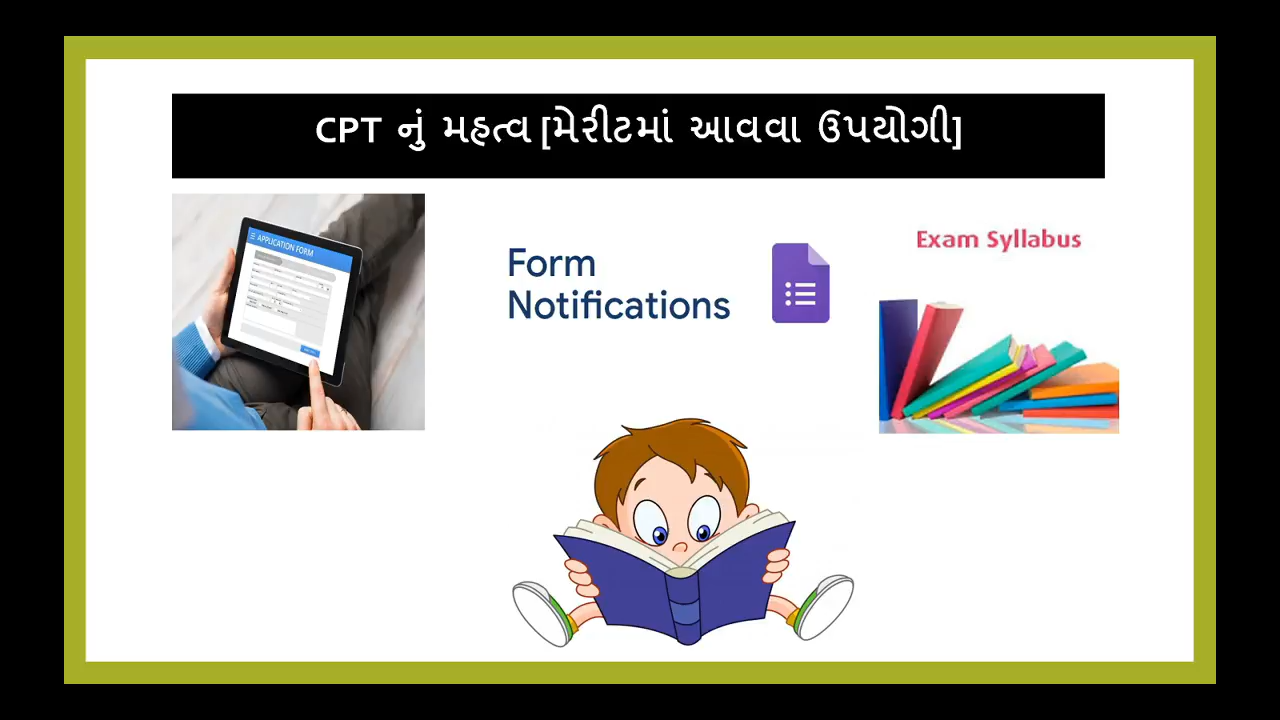 CPT નું મહત્વ [મેરીટમાં આવવા ઉપયોગી]
APPLICATION FORM
Form
Notifications
Exam Syllabus